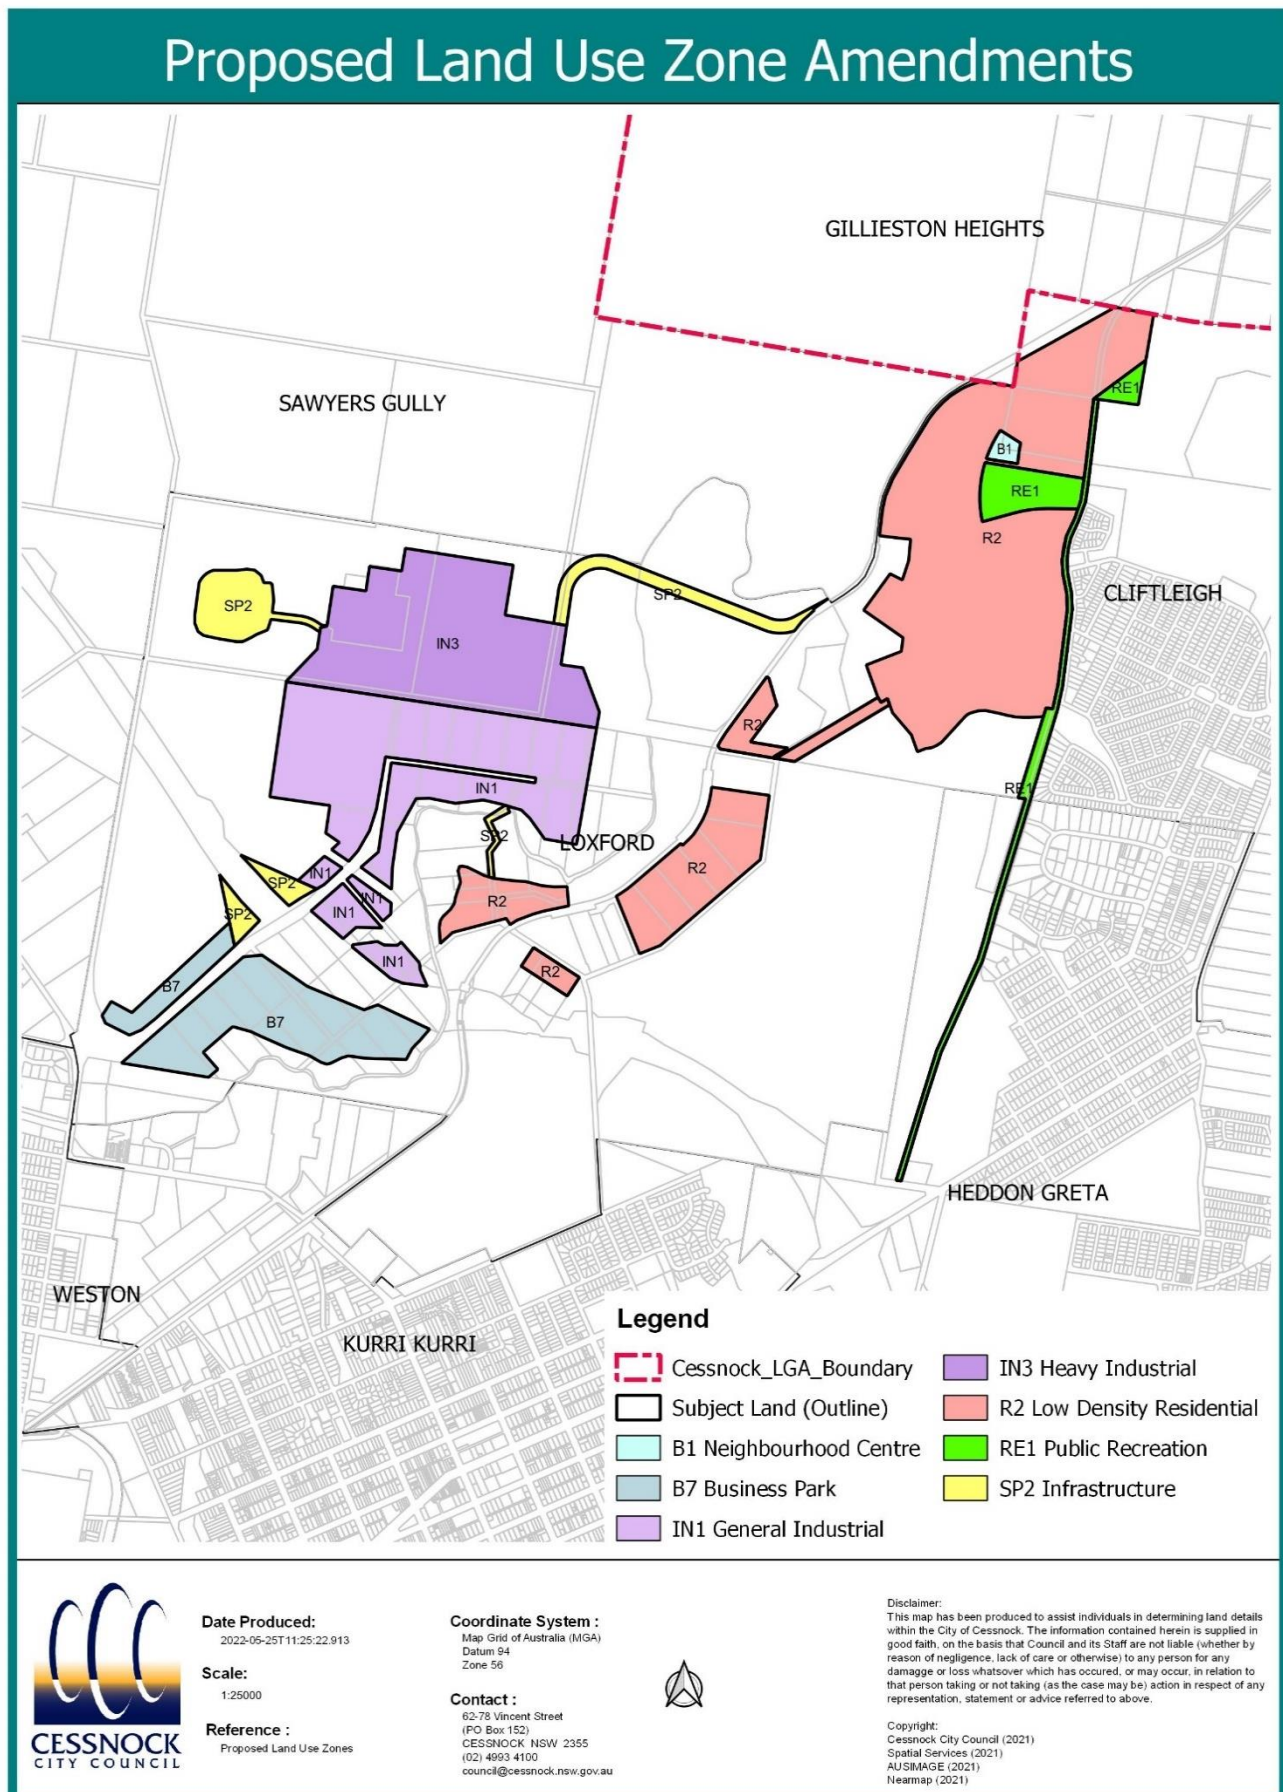 Proposed Land Use Zone Amendments
GILLIESTON HEIGHTS
SAWYERS GULLY
RE1
B1
RE1
R2
CLIFTLEIGH
SP2
SP2
IN3
R2
RE1
IN1
SP2
LOXFORD
R2
IN1
SP2
IN1
R2
IN1
SP2
IN1
R2
B7
B7
HEDDON GRETA
WESTON
KURRI KURRI
Legend
Cessnock_LGA_Boundary
Subject Land (Outline)
B1 Neighbourhood Centre
B7 Business Park
IN1 General Industrial
IN3 Heavy Industrial
R2 Low Density Residential
RE1 Public Recreation
SP2 Infrastructure
CESSNOCK
CITY COUNCIL
Date Produced:
2022-05-25T11:25:22.913
Scale:
1:25000
Reference :
Proposed Land Use Zones
Coordinate System :
Map Grid of Australia (MGA)
Datum 94
Zone 56
Contact :
62-78 Vincent Street
(PO Box 152)
CESSNOCK NSW 2355
(02) 4993 4100
council@cessnock.nsw.gov.au
Disclaimer:
This map has been produced to assist individuals in determining land details
within the City of Cessnock. The information contained herein is supplied in
good faith, on the basis that Council and its Staff are not liable (whether by
reason of negligence, lack of care or otherwise) to any person for any
damagge or loss whatsover which has occured, or may occur, in relation to
that person taking or not taking (as the case may be) action in respect of any
representation, statement or advice referred to above.
Copyright:
Cessnock City Council (2021)
Spatial Services (2021)
AUSIMAGE (2021)
Nearmap (2021)